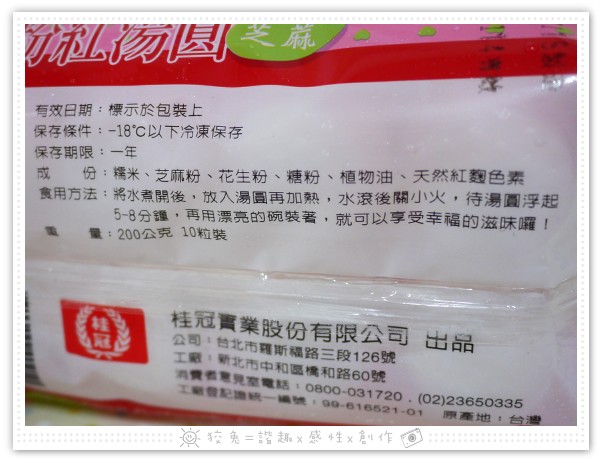 粉紅湯圓 芝麻
有效日期：標示於包裝上
保存條件：-18℃以下冷凍保存
保存期限：一年
成　　份：糯米、芝麻粉、花生粉、糖粉、植物油、天然紅麴色素
食用方法：將水煮開後，放入湯圓再加熱，水滾後關小火，待湯圓浮起
5-8分鐘，再用漂亮的碗裝著，就可以享受幸福的滋味囉！
重　　量：200公克 10粒裝
桂冠
桂冠實業股份有限公司 出品
公司：台北市羅斯福路三段126號
工廠：新北市中和區橋和路60號
消費者意見室電話：0800-031720．(02)23650335
工廠登記證統一編號：99-616521-01 原產地：台灣
狡兔=諧趣x感性x創作